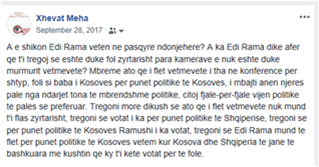 Xhevat Meha
September 28, 2017 ·
A e shikon Edi Rama veten ne pasqyre ndonjehere? A ka Edi Rama dike afer
qe t'i tregoj se eshte duke fol zyrtarisht para kamerave e nuk eshte duke
murmurit vetmevete? Mbreme ato qe i flet vetmevete i tha ne konference per
shtyp, foli si baba i Kosoves per punet politike te Kosoves, i mbajti anen njeres
pale nga ndarjet tona te mbrendshme politike, citoj fjale-per-fjale vijen politike
te pales se preferuar. Tregoni more dikush se ato qe i flet vetmevete nuk mund
t'i flas zyrtarisht, tregoni se votat i ka per punet politike te Shqiperise, tregoni se
per punet politike te Kosoves Ramushi i ka votat, tregoni se Edi Rama mund te
flet per punet politike te Kosoves vetem kur Kosova dhe Shqiperia te jane te
bashkuara me kushtin qe ky t'i kete votat per te fole.